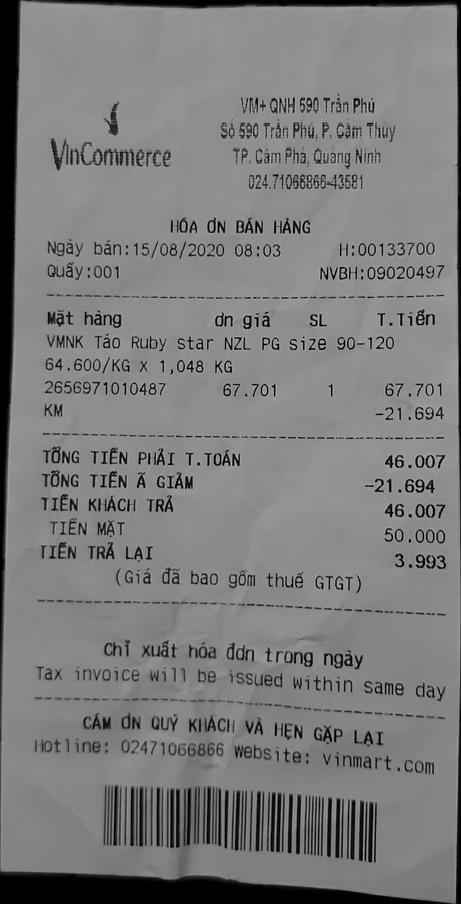 VinCommerce
VM+ QNH 590 Trần Phú
Số 590 Trần Phú, P. Cẩm Thủy
TP. Cẩm Phả, Quảng Ninh
024.71066866-43581
HÓA ƠN BÁN HÀNG
Ngày bán:15/08/2020 08:03 H:00133700
Quầy:001 NVBH:09020497
Mặt hàng ơn giá SL T.Tiền
VMNK Táo Ruby star NZL PG size 90-120
64.600/KG X 1,048 KG
2656971010487 67.701 1 67.701
KM -21.694
TỔNG TIỀN PHẢI T.TOÁN 46.007
TỔNG TIỀN Ã GIẢM -21.694
TIỀN KHÁCH TRẢ 46.007
TIỀN MẶT 50.000
TIỀN TRẢ LẠI 3.993
(Giá đã bao gồm thuế GTGT)
Chỉ xuất hóa đơn trong ngày
Tax invoice will be issued within same day
CẢM ƠN QUÝ KHÁCH VÀ HẸN GẶP LẠI
Hotline: 02471066866 Website: vinmart.com